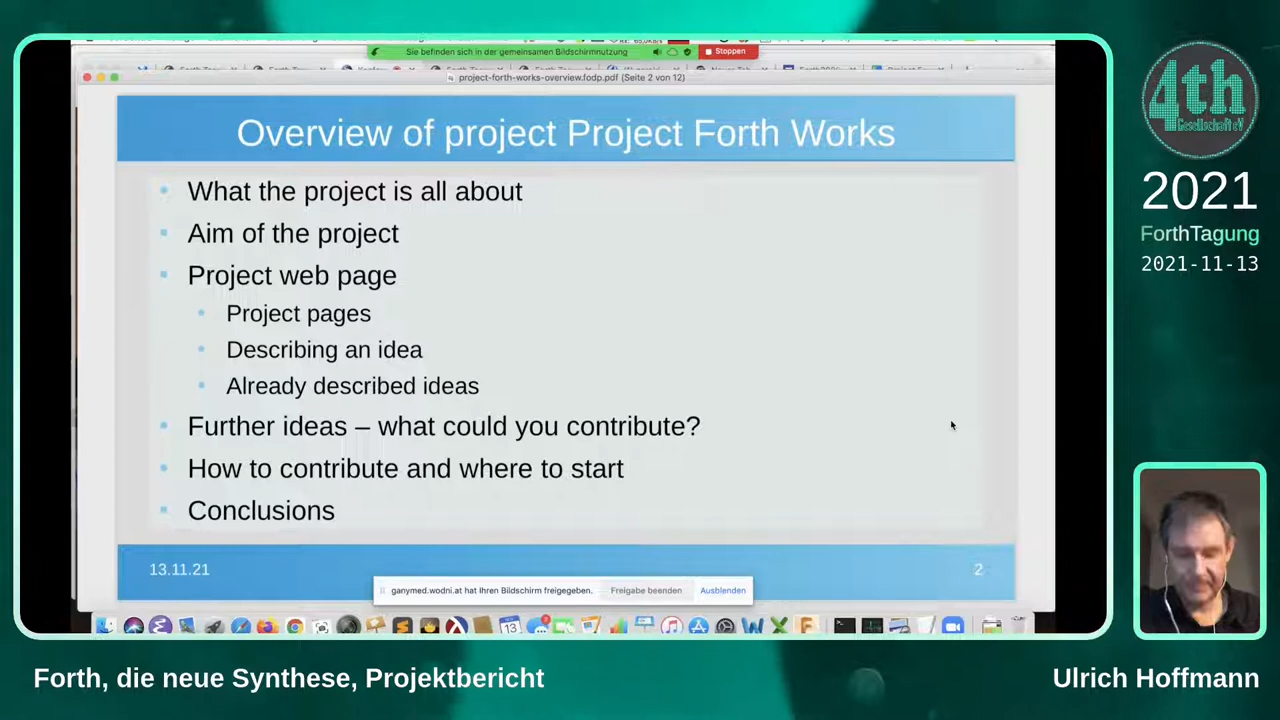 Sie befinden sich in der gemeinsamen Bildschirmnutzung
Stoppen
project-forth-works-overview.fodp.pdf (Seite 2 von 12)
Overview of project Project Forth Works
What the project is all about
Aim of the project
Project web page
Project pages
Describing an idea
Already described ideas
Further ideas – what could you contribute?
How to contribute and where to start
Conclusions
13.11.21
2
ganymed.wodni.at hat Ihren Bildschirm freigegeben.
Freigabe beenden
Ausblenden
13
4th
Gesellschaft eV
2021
ForthTagung
2021-11-13
Forth, die neue Synthese, Projektbericht
Ulrich Hoffmann